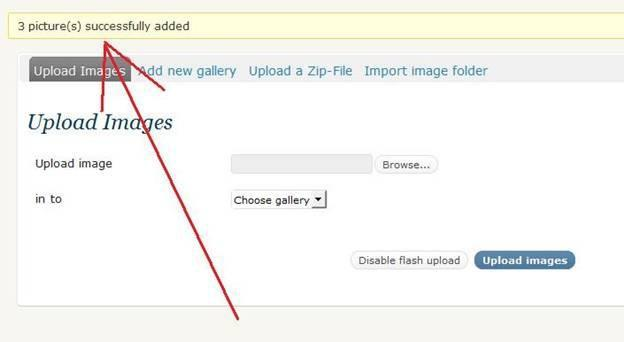 3 picture(s) successfully added
Upload Images Add new gallery Upload a Zip-File Import image folder
Upload Images
Upload image Browse...
in to Choose gallery
Disable flash upload Upload images